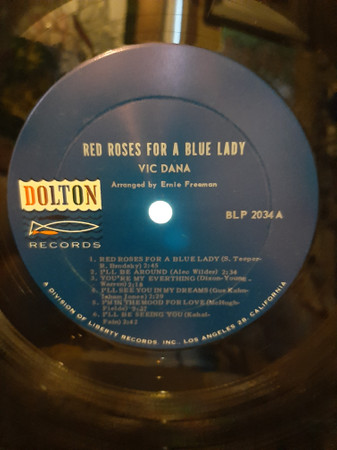 RED ROSES FOR A BLUE LADY
VIC DANA
Arranged by Ernie Freeman
DOLTON
RECORDS
BLP 2034 A
1. RED ROSES FOR A BLUE LADY (S. Tepper-
R. Brodsky) 2:45
2. I'LL BE AROUND (Alec Wilder) 2:34
3. YOU'RE MY EVERYTHING (Dixon-Young-
Warren) 2:18
4. I'LL SEE YOU IN MY DREAMS (Gus Kahn-
Isham Jones) 2:29
5. I'M IN THE MOOD FOR LOVE (McHugh-
Fields)
6. I'LL BE SEEING YOU (Kahal-
Fain) 2:42
A DIVISION OF LIBERTY RECORDS INC. LOS ANGELES 28, CALIFORNIA